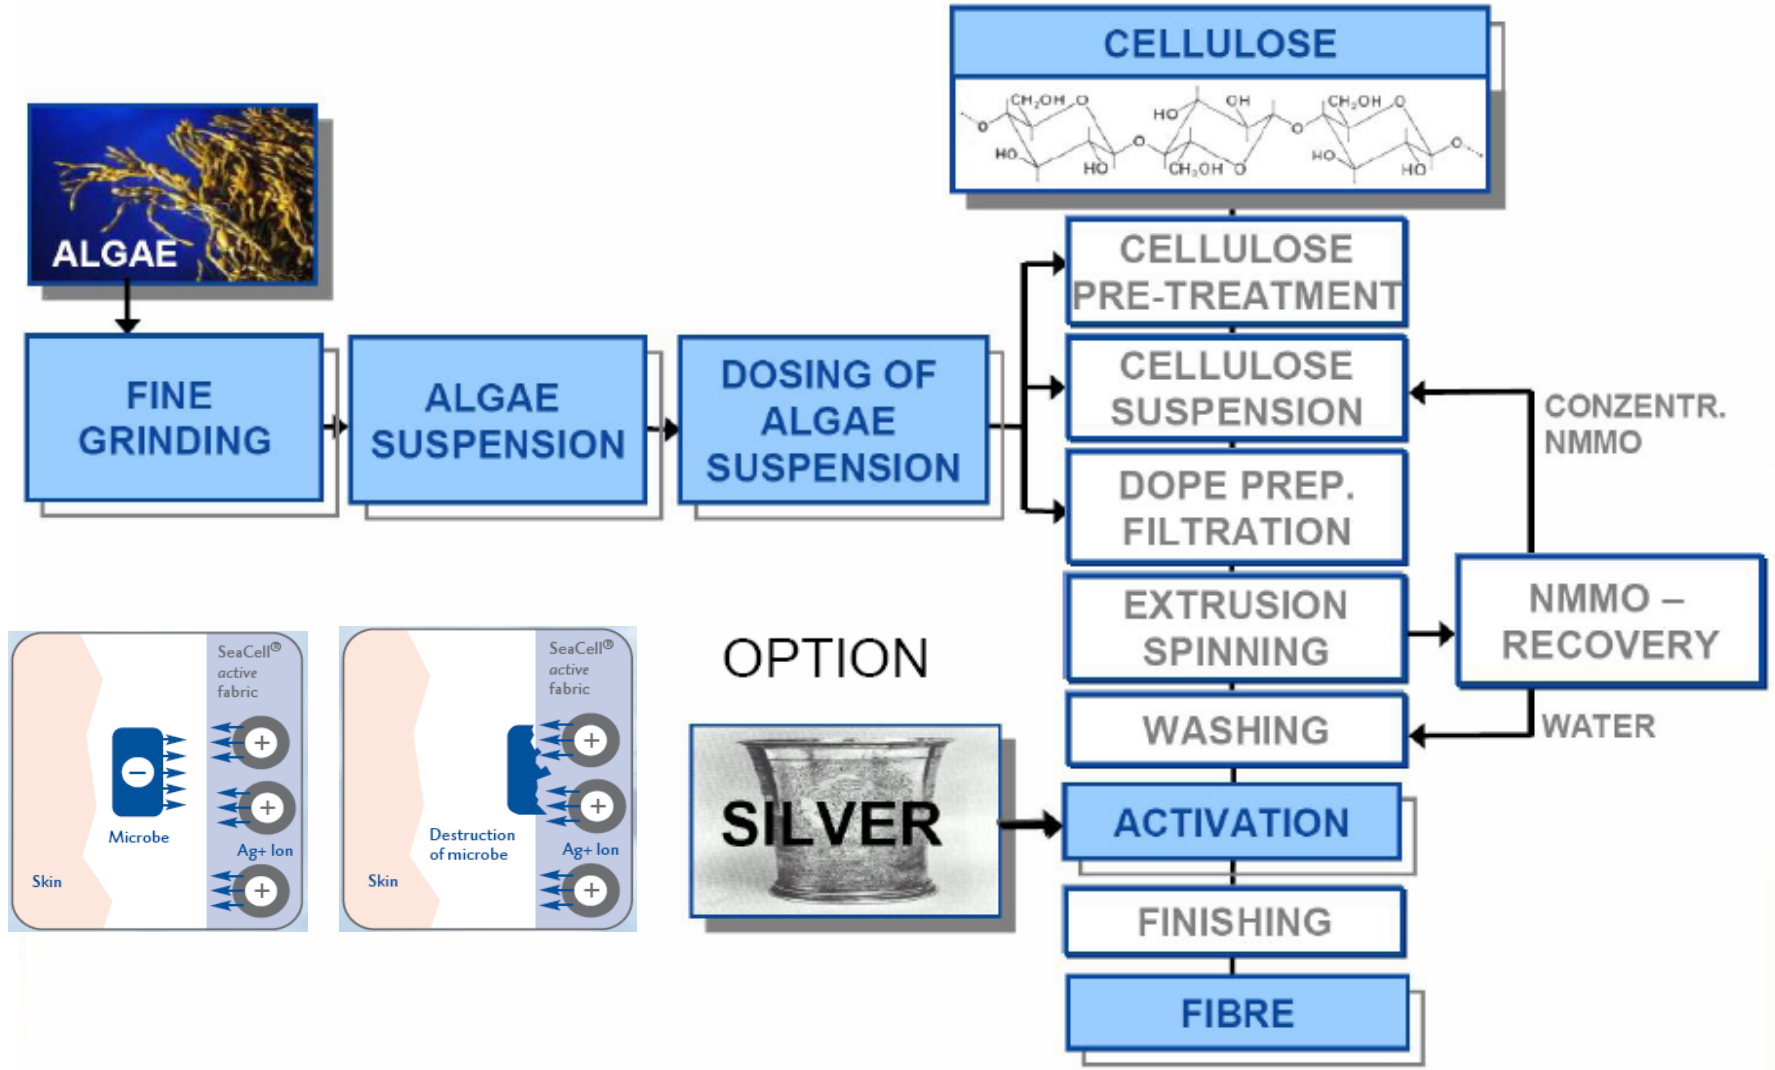 CELLULOSE
CH₂OH O
OH
HO
CH₂OH O
O
O
O
O
HO
HO
CH₂OH O
HO
HO
ALGAE
FINE
GRINDING
ALGAE
SUSPENSION
DOSING OF
ALGAE
SUSPENSION
CELLULOSE
PRE-TREATMENT
CELLULOSE
SUSPENSION
DOPE PREP.
FILTRATION
EXTRUSION
SPINNING
WASHING
CONZENTR.
NMMO
NMMO –
RECOVERY
WATER
OPTION
SILVER
ACTIVATION
FINISHING
FIBRE
SeaCell®
active
fabric
+
−
+
Microbe
Ag+ Ion
+
Skin
SeaCell®
active
fabric
+
+
Destruction
of microbe
Ag+ Ion
+
Skin